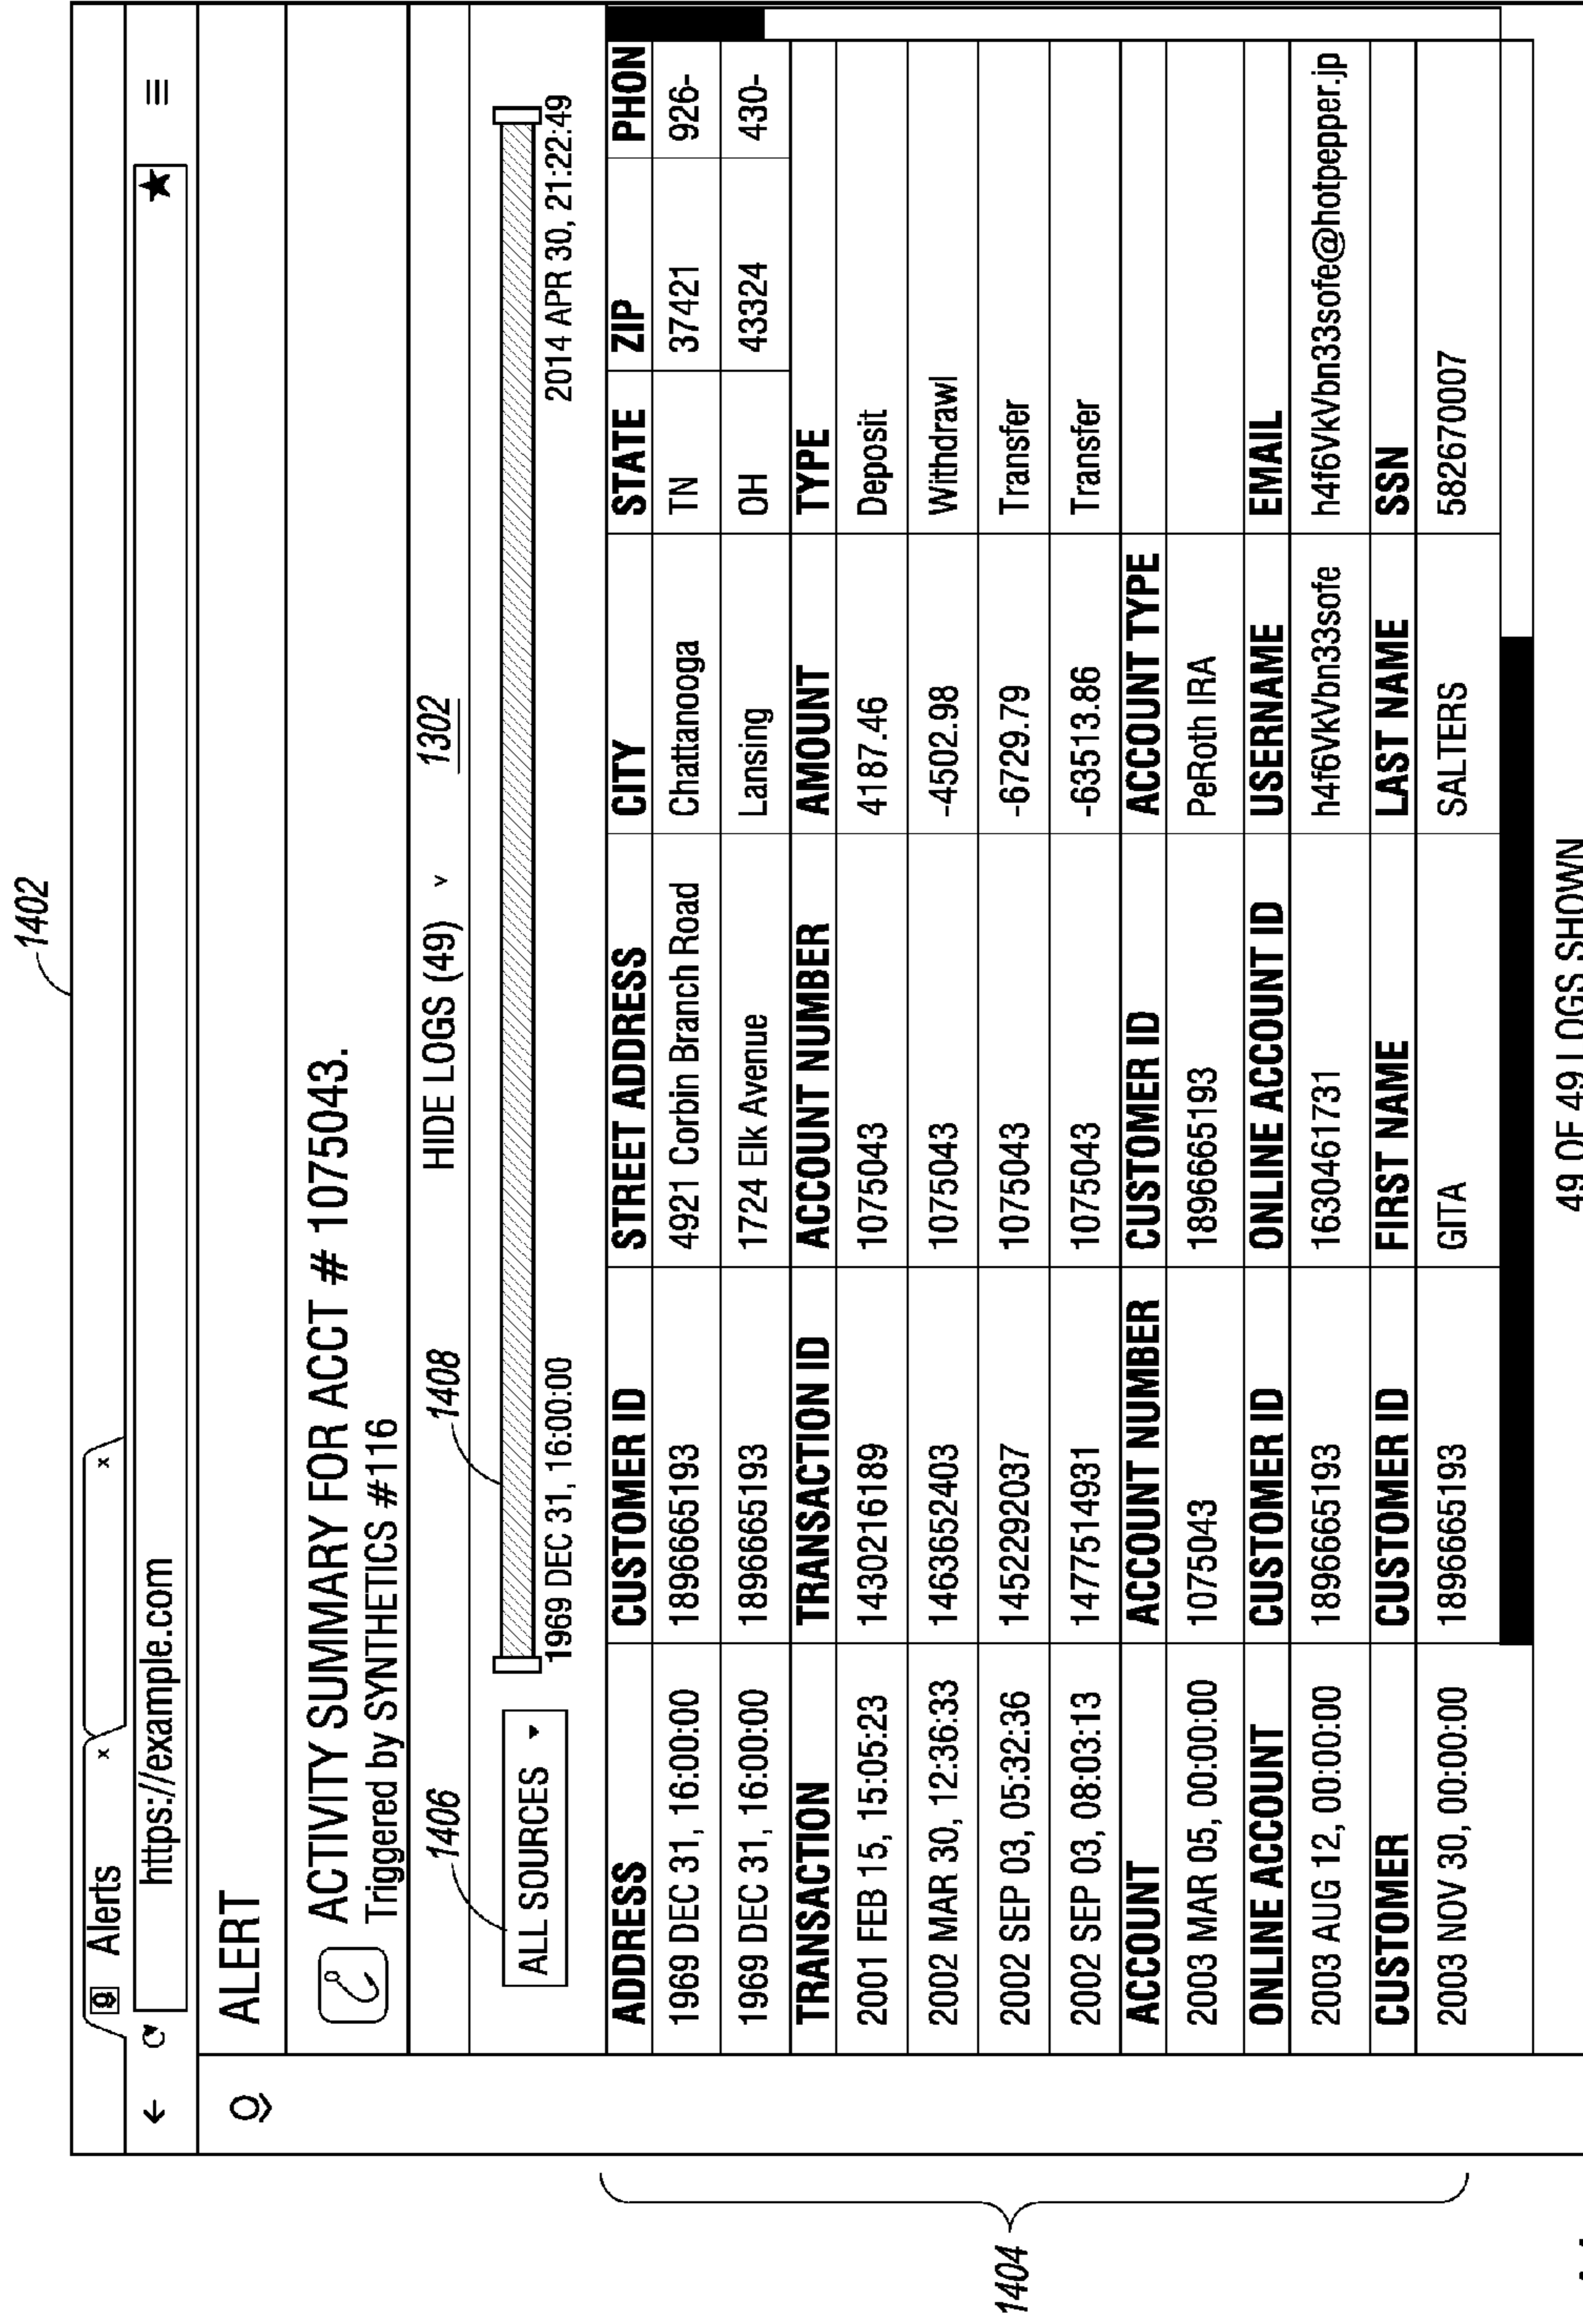 1402
Alerts x x
https://example.com
ALERT
ACTIVITY SUMMARY FOR ACCT # 1075043.
Triggered by SYNTHETICS #116
1406 1408 HIDE LOGS (49) v 1302
ALL SOURCES
1969 DEC 31, 16:00:00 2014 APR 30, 21:22:49
ADDRESS CUSTOMER ID STREET ADDRESS CITY STATE ZIP PHON
1969 DEC 31, 16:00:00 1896665193 4921 Corbin Branch Road Chattanooga TN 37421 926-
1969 DEC 31, 16:00:00 1896665193 1724 Elk Avenue Lansing OH 43324 430-
TRANSACTION TRANSACTION ID ACCOUNT NUMBER AMOUNT TYPE
2001 FEB 15, 15:05:23 1430216189 1075043 4187.46 Deposit
2002 MAR 30, 12:36:33 1463652403 1075043 -4502.98 Withdrawl
2002 SEP 03, 05:32:36 1452292037 1075043 -6729.79 Transfer
2002 SEP 03, 08:03:13 1477514931 1075043 -63513.86 Transfer
ACCOUNT ACCOUNT NUMBER CUSTOMER ID ACCOUNT TYPE
2003 MAR 05, 00:00:00 1075043 1896665193 PeRoth IRA
ONLINE ACCOUNT CUSTOMER ID ONLINE ACCOUNT ID USERNAME EMAIL
2003 AUG 12, 00:00:00 1896665193 1630461731 h4f6VkVbn33sofe h4f6VkVbn33sofe@hotpepper.jp
CUSTOMER CUSTOMER ID FIRST NAME LAST NAME SSN
2003 NOV 30, 00:00:00 1896665193 GITA SALTERS 582670007
1404
49 OF 49 LOGS SHOWN